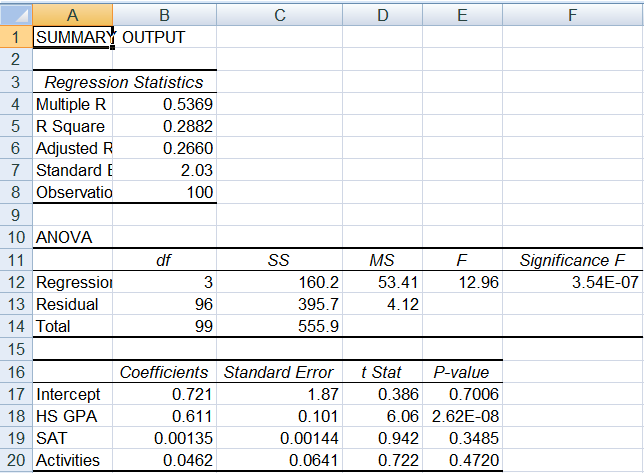 A B C D E F
1 SUMMARY OUTPUT
2
3 Regression Statistics
4 Multiple R 0.5369
5 R Square 0.2882
6 Adjusted R 0.2660
7 Standard E 2.03
8 Observatio 100
9
10 ANOVA
11 df SS MS F Significance F
12 Regression 3 160.2 53.41 12.96 3.54E-07
13 Residual 96 395.7 4.12
14 Total 99 555.9
15
16 Coefficients Standard Error t Stat P-value
17 Intercept 0.721 1.87 0.386 0.7006
18 HS GPA 0.611 0.101 6.06 2.62E-08
19 SAT 0.00135 0.00144 0.942 0.3485
20 Activities 0.0462 0.0641 0.722 0.4720